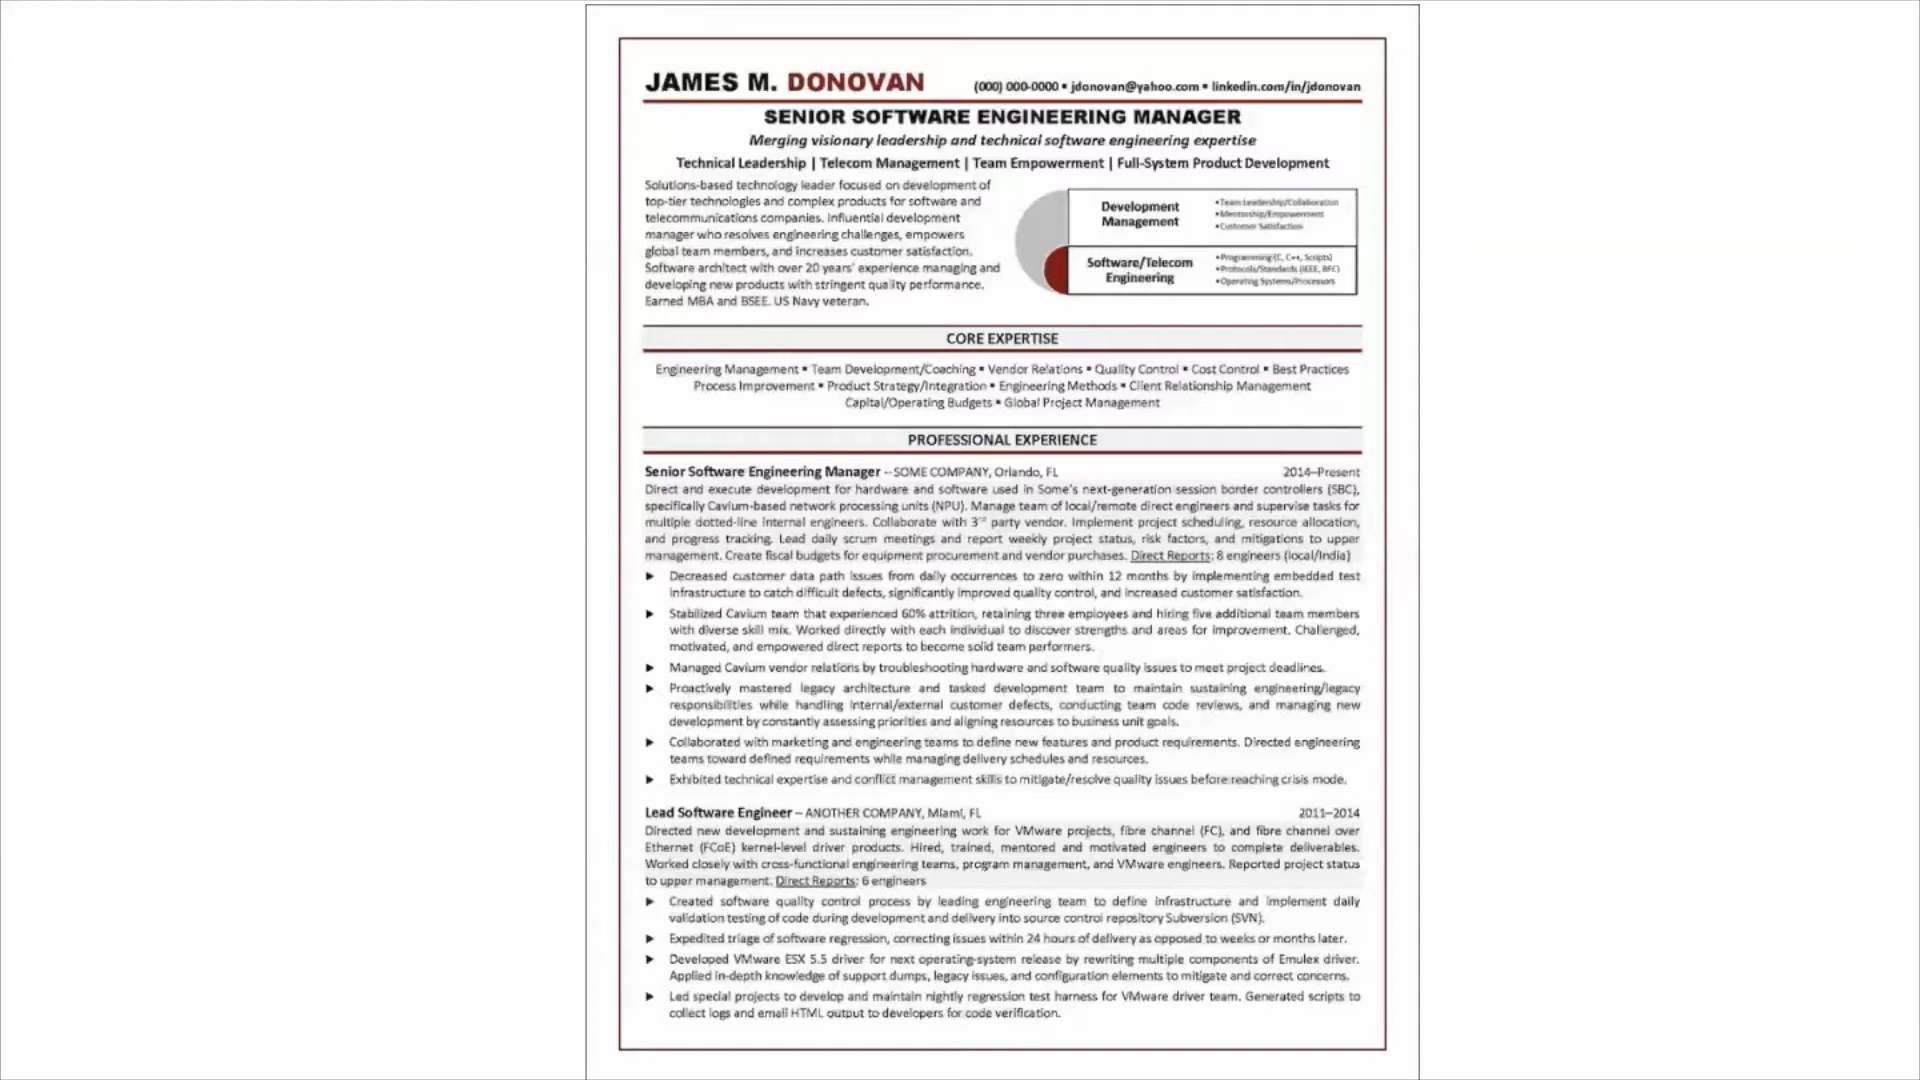 JAMES M. DONOVAN (000) 000-0000 ▪ jdonovan@yahoo.com ▪ linkedin.com/in/jdonovan
SENIOR SOFTWARE ENGINEERING MANAGER
Merging visionary leadership and technical software engineering expertise
Technical Leadership | Telecom Management | Team Empowerment | Full-System Product Development
Solutions-based technology leader focused on development of
top-tier technologies and complex products for software and
telecommunications companies. Influential development
manager who resolves engineering challenges, empowers
global team members, and increases customer satisfaction.
Software architect with over 20 years' experience managing and
developing new products with stringent quality performance.
Earned MBA and BSEE. US Navy veteran.
Development
Management
•Team Leadership/Collaboration
•Mentorship/Empowerment
•Customer Satisfaction
Software/Telecom
Engineering
•Programming (C, C++, Scripts)
•Protocols/Standards (IEEE, RFC)
•Operating Systems/Processors
CORE EXPERTISE
Engineering Management ▪ Team Development/Coaching ▪ Vendor Relations ▪ Quality Control ▪ Cost Control ▪ Best Practices
Process Improvement ▪ Product Strategy/Integration ▪ Engineering Methods ▪ Client Relationship Management
Capital/Operating Budgets ▪ Global Project Management
PROFESSIONAL EXPERIENCE
Senior Software Engineering Manager -- SOME COMPANY, Orlando, FL 2014–Present
Direct and execute development for hardware and software used in Some's next-generation session border controllers (SBC),
specifically Cavium-based network processing units (NPU). Manage team of local/remote direct engineers and supervise tasks for
multiple dotted-line internal engineers. Collaborate with 3rd party vendor. Implement project scheduling, resource allocation,
and progress tracking. Lead daily scrum meetings and report weekly project status, risk factors, and mitigations to upper
management. Create fiscal budgets for equipment procurement and vendor purchases. Direct Reports: 8 engineers (local/India)
► Decreased customer data path issues from daily occurrences to zero within 12 months by implementing embedded test
infrastructure to catch difficult defects, significantly improved quality control, and increased customer satisfaction.
► Stabilized Cavium team that experienced 60% attrition, retaining three employees and hiring five additional team members
with diverse skill mix. Worked directly with each individual to discover strengths and areas for improvement. Challenged,
motivated, and empowered direct reports to become solid team performers.
► Managed Cavium vendor relations by troubleshooting hardware and software quality issues to meet project deadlines.
► Proactively mastered legacy architecture and tasked development team to maintain sustaining engineering/legacy
responsibilities while handling internal/external customer defects, conducting team code reviews, and managing new
development by constantly assessing priorities and aligning resources to business unit goals.
► Collaborated with marketing and engineering teams to define new features and product requirements. Directed engineering
teams toward defined requirements while managing delivery schedules and resources.
► Exhibited technical expertise and conflict management skills to mitigate/resolve quality issues before reaching crisis mode.
Lead Software Engineer – ANOTHER COMPANY, Miami, FL 2011–2014
Directed new development and sustaining engineering work for VMware projects, fibre channel (FC), and fibre channel over
Ethernet (FCoE) kernel-level driver products. Hired, trained, mentored and motivated engineers to complete deliverables.
Worked closely with cross-functional engineering teams, program management, and VMware engineers. Reported project status
to upper management. Direct Reports: 6 engineers
► Created software quality control process by leading engineering team to define infrastructure and implement daily
validation testing of code during development and delivery into source control repository Subversion (SVN).
► Expedited triage of software regression, correcting issues within 24 hours of delivery as opposed to weeks or months later.
► Developed VMware ESX 5.5 driver for next operating-system release by rewriting multiple components of Emulex driver.
Applied in-depth knowledge of support dumps, legacy issues, and configuration elements to mitigate and correct concerns.
► Led special projects to develop and maintain nightly regression test harness for VMware driver team. Generated scripts to
collect logs and email HTML output to developers for code verification.